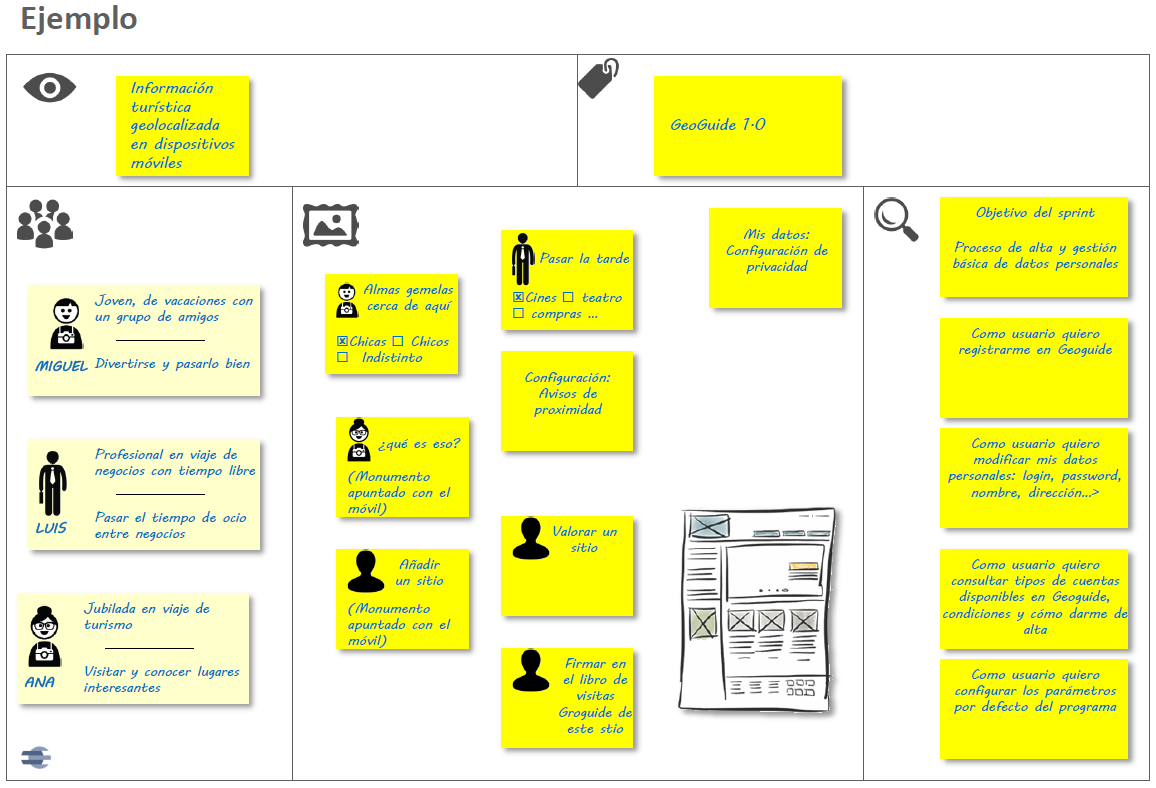 Ejemplo
Información
turística
geolocalizada
en dispositivos
móviles
GeoGuide 1.0
Joven, de vacaciones con
un grupo de amigos
MIGUEL
Divertirse y pasarlo bien
Profesional en viaje de
negocios con tiempo libre
LUIS
Pasar el tiempo de ocio
entre negocios
Jubilada en viaje de
turismo
ANA
Visitar y conocer lugares
interesantes
Almas gemelas
cerca de aquí
☒Chicas ☐ Chicos
☐ Indistinto
¿qué es eso?
(Monumento
apuntado con el
móvil)
Añadir
un sitio
(Monumento
apuntado con el
móvil)
Pasar la tarde
☒Cines ☐ teatro
☐ compras ...
Configuración:
Avisos de
proximidad
Valorar un
sitio
Firmar en
el libro de
visitas
Groguide de
este stio
Mis datos:
Configuración de
privacidad
Objetivo del sprint
Proceso de alta y gestión
básica de datos personales
Como usuario quiero
registrarme en Geoguide
Como usuario quiero
modificar mis datos
personales: login, password,
nombre, dirección...>
Como usuario quiero
consultar tipos de cuentas
disponibles en Geoguide,
condiciones y cómo darme de
alta
Como usuario quiero
configurar los parámetros
por defecto del programa